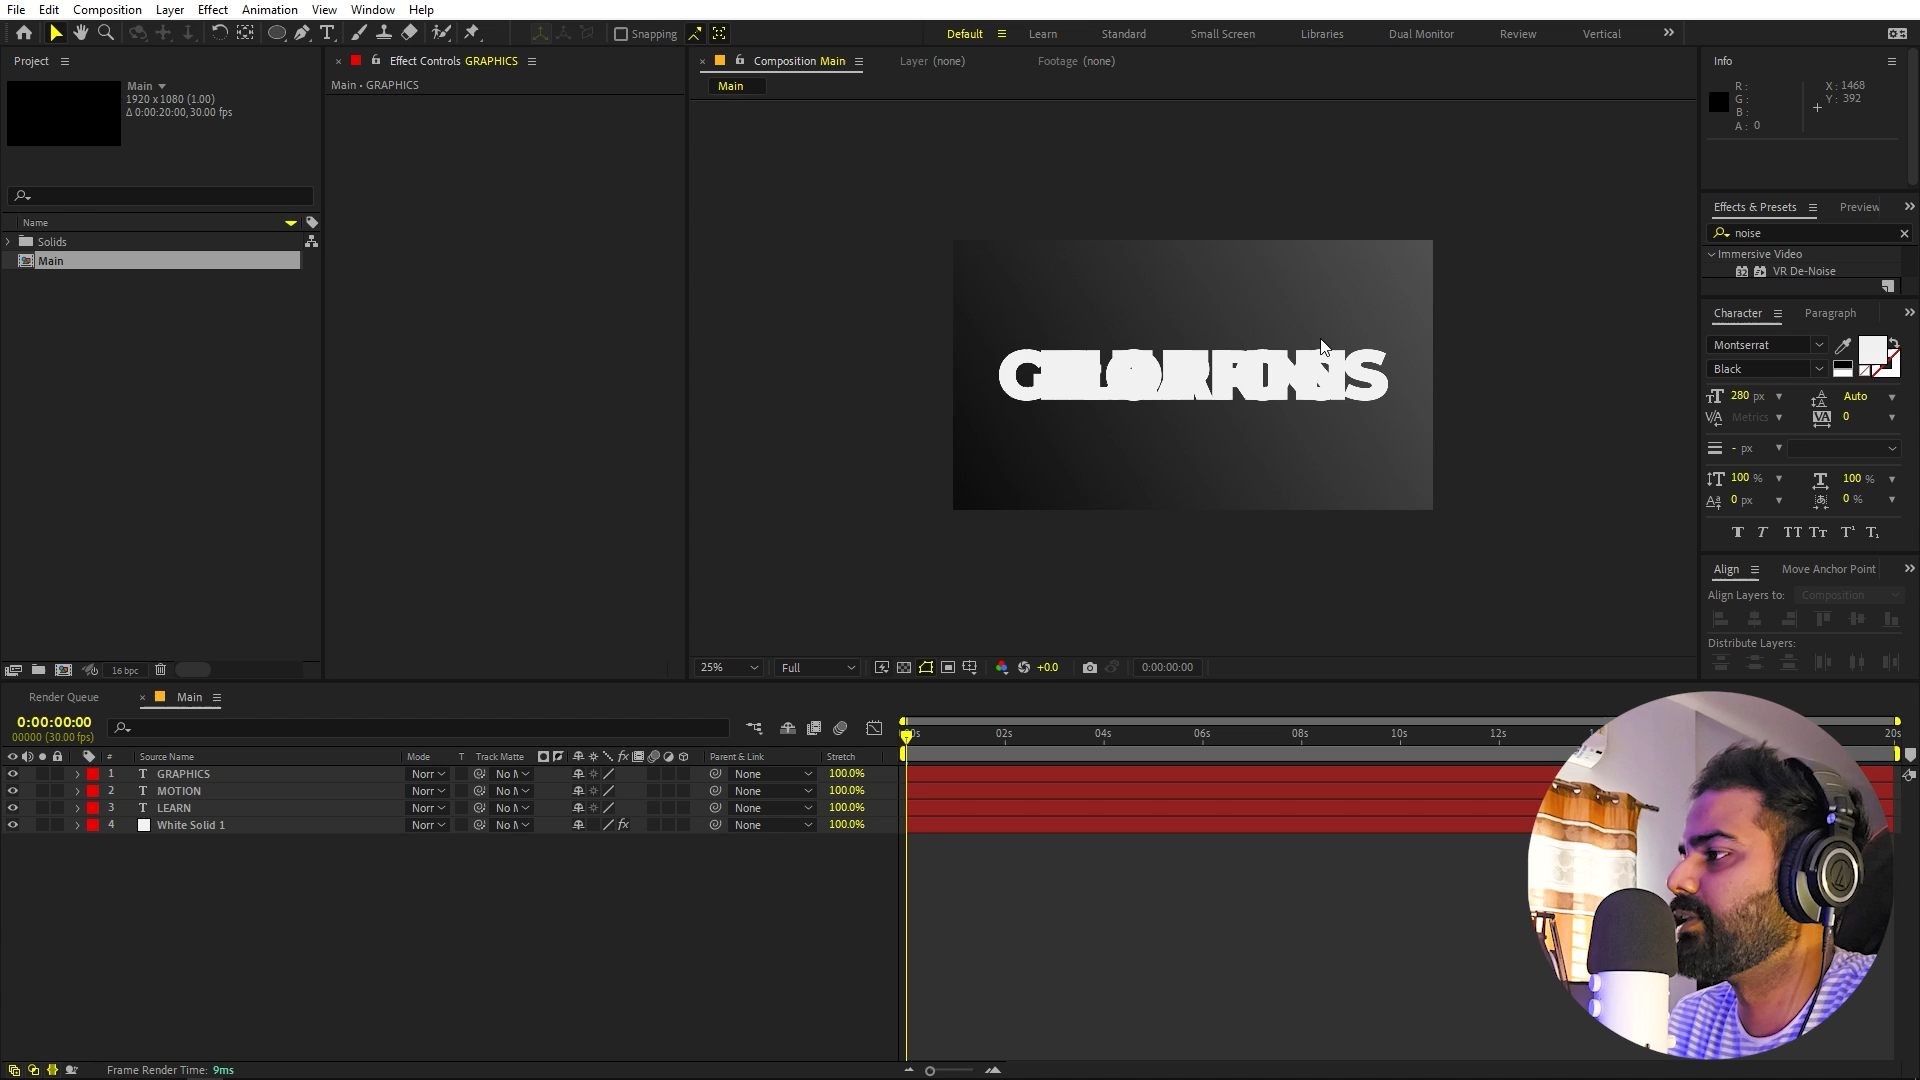 File Edit Composition Layer Effect Animation View Window Help
Snapping
Default Learn Standard Small Screen Libraries Dual Monitor Review Vertical
Project
Main
1920 x 1080 (1.00)
Δ 0:00:20:00, 30.00 fps
Name
Solids
Main
16 bpc
Effect Controls GRAPHICS
Main • GRAPHICS
Composition Main
Layer (none)
Footage (none)
Main
25%
Full
+0.0
0:00:00:00
Info
R :
G :
B :
A : 0
X : 1468
Y : 392
Effects & Presets
Preview
noise
Immersive Video
VR De-Noise
Character Paragraph
Montserrat
Black
280 px Auto
Metrics 0
- px
100 % 100 %
0 px 0 %
Align Move Anchor Point
Align Layers to: Composition
Distribute Layers:
Render Queue
Main
0:00:00:00
00000 (30.00 fps)
02s 04s 06s 08s 10s 12s 20s
# Source Name Mode T Track Matte fx Parent & Link Stretch
1 T GRAPHICS Norr No None 100.0%
2 T MOTION Norr No None 100.0%
3 T LEARN Norr No None 100.0%
4 White Solid 1 Norr No fx None 100.0%
Frame Render Time: 9ms